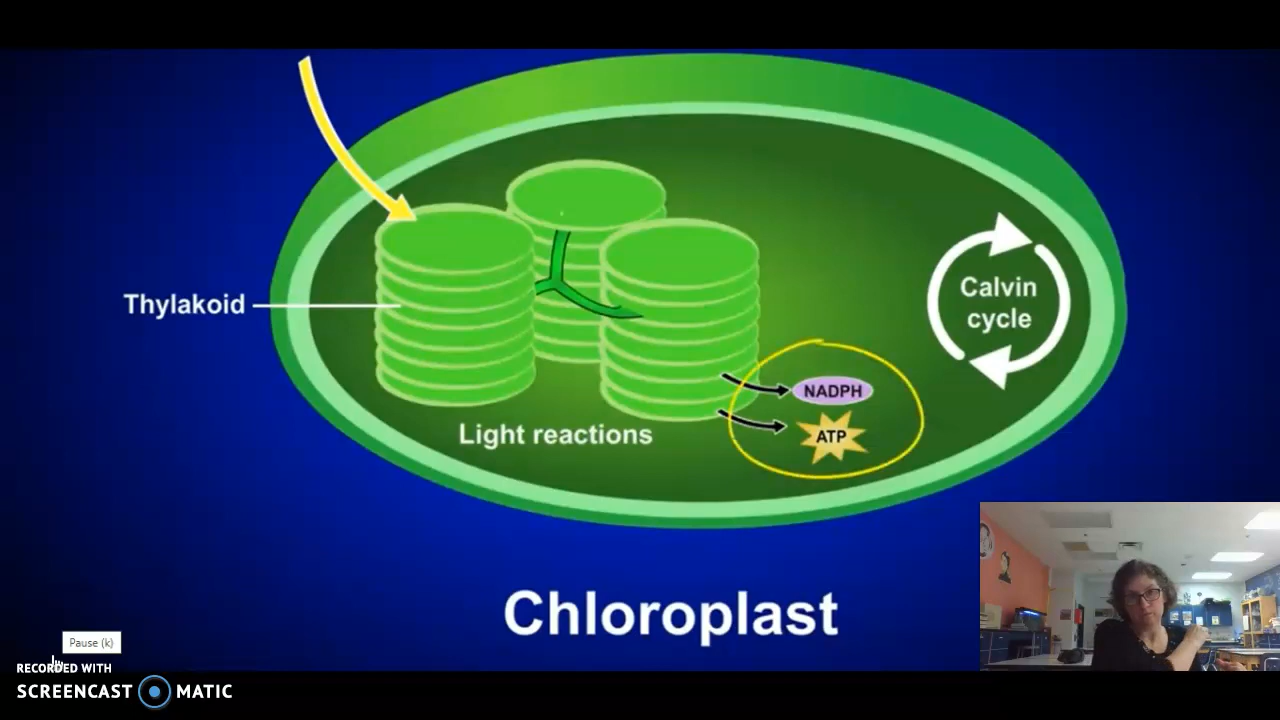 Thylakoid
Calvin
cycle
NADPH
ATP
Light reactions
Chloroplast
Pause (k)
RECORDED WITH
SCREENCAST MATIC